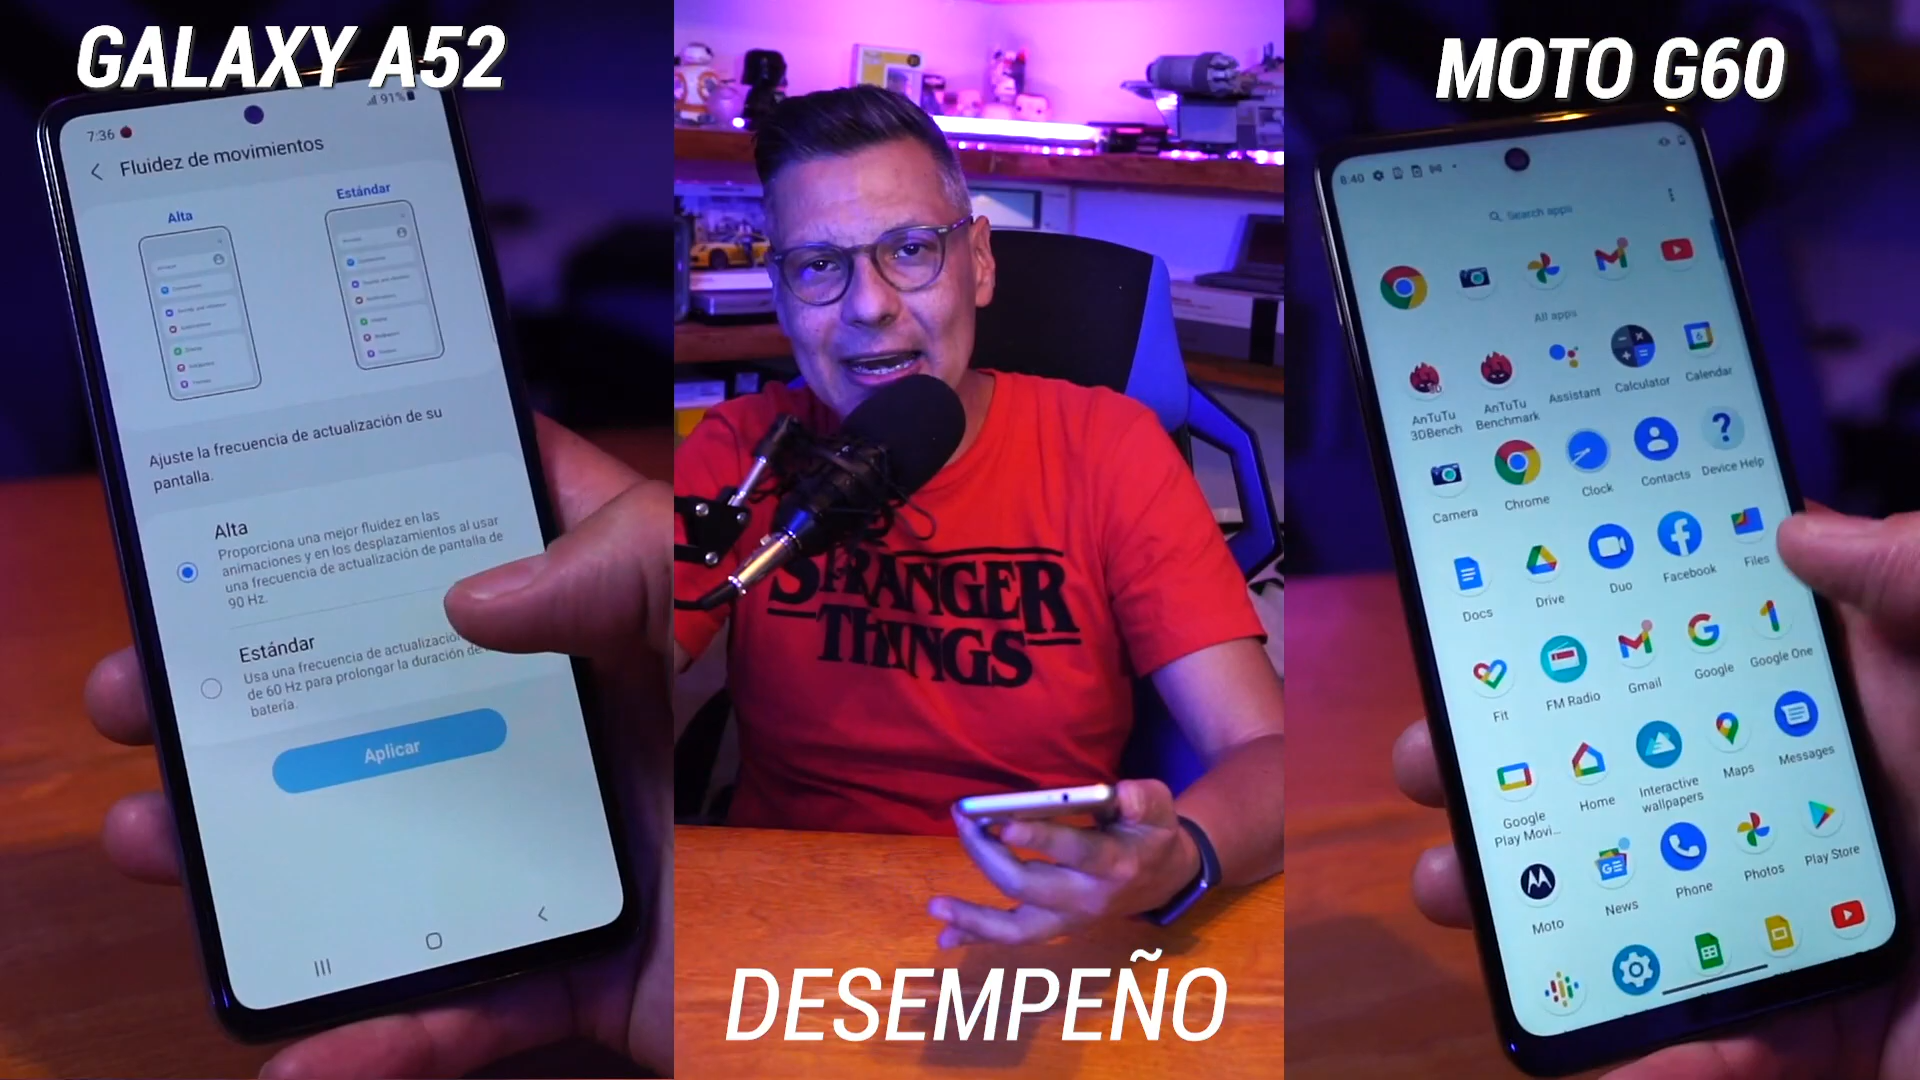 GALAXY A52
7:36
91%
Fluidez de movimientos
Alta
Estándar
Ajuste la frecuencia de actualización de su
pantalla.
Alta
Proporciona una mejor fluidez en las
animaciones y en los desplazamientos al usar
una frecuencia de actualización de pantalla de
90 Hz.
Estándar
Usa una frecuencia de actualización
de 60 Hz para prolongar la duración de
batería.
Aplicar
STRANGER
THINGS
DESEMPEÑO
MOTO G60
8:40
Search apps
All apps
AnTuTu
3DBench
AnTuTu
Benchmark
Assistant
Calculator
Calendar
Camera
Chrome
Clock
Contacts
Device Help
Docs
Drive
Duo
Facebook
Files
Fit
FM Radio
Gmail
Google
Google One
Google
Play Movi...
Home
Interactive
wallpapers
Maps
Messages
Moto
News
Phone
Photos
Play Store